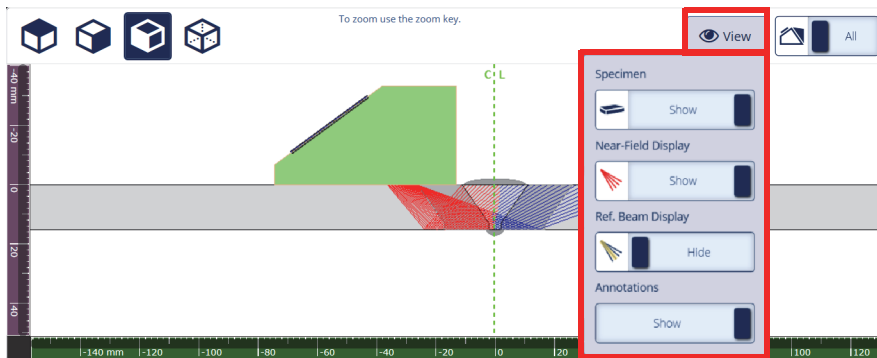 To zoom use the zoom key.
View
All
Specimen
Show
Near-Field Display
Show
Ref. Beam Display
Hide
Annotations
Show
C L
-40 mm
-20
0
20
40
-140 mm -120 -100 -80 -60 -40 -20 0 20 100 120